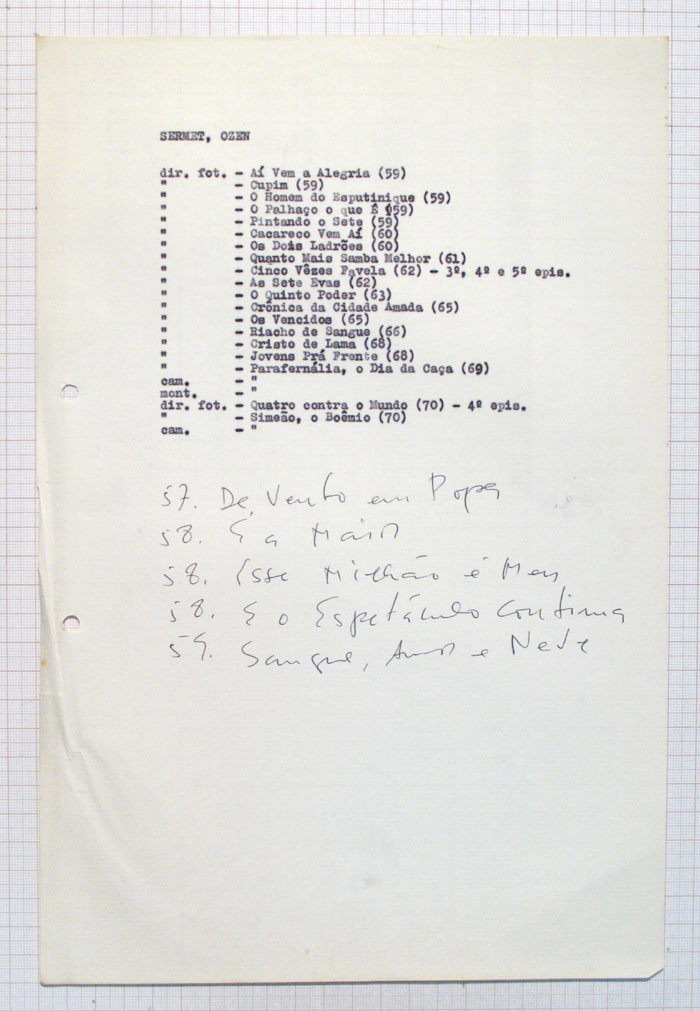 SERMET, OZEN
dir. fot. - Aí Vem a Alegria (59)
" - Cupim (59)
" - O Homem do Esputinique (59)
" - O Palhaço o que É (59)
" - Pintando o Sete (59)
" - Cacareco Vem Aí (60)
" - Os Dois Ladrões (60)
" - Quanto Mais Samba Melhor (61)
" - Cinco Vêzes Favela (62) - 3º, 4º e 5º epis.
" - As Sete Evas (62)
" - O Quinto Poder (63)
" - Crônica da Cidade Amada (65)
" - Os Vencidos (65)
" - Riacho de Sangue (66)
" - Cristo de Lama (68)
" - Jovens Prá Frente (68)
" - Parafernália, o Dia da Caça (69)
cam. - "
mont. - "
dir. fot. - Quatro contra o Mundo (70) - 4º epis.
" - Simeão, o Boêmio (70)
cam. - "
57. De Vento em Popa
58. É a Maior
58. Esse Milhão é Meu
58. E o Espetáculo Continua
59. Sangue, Amor e Neve